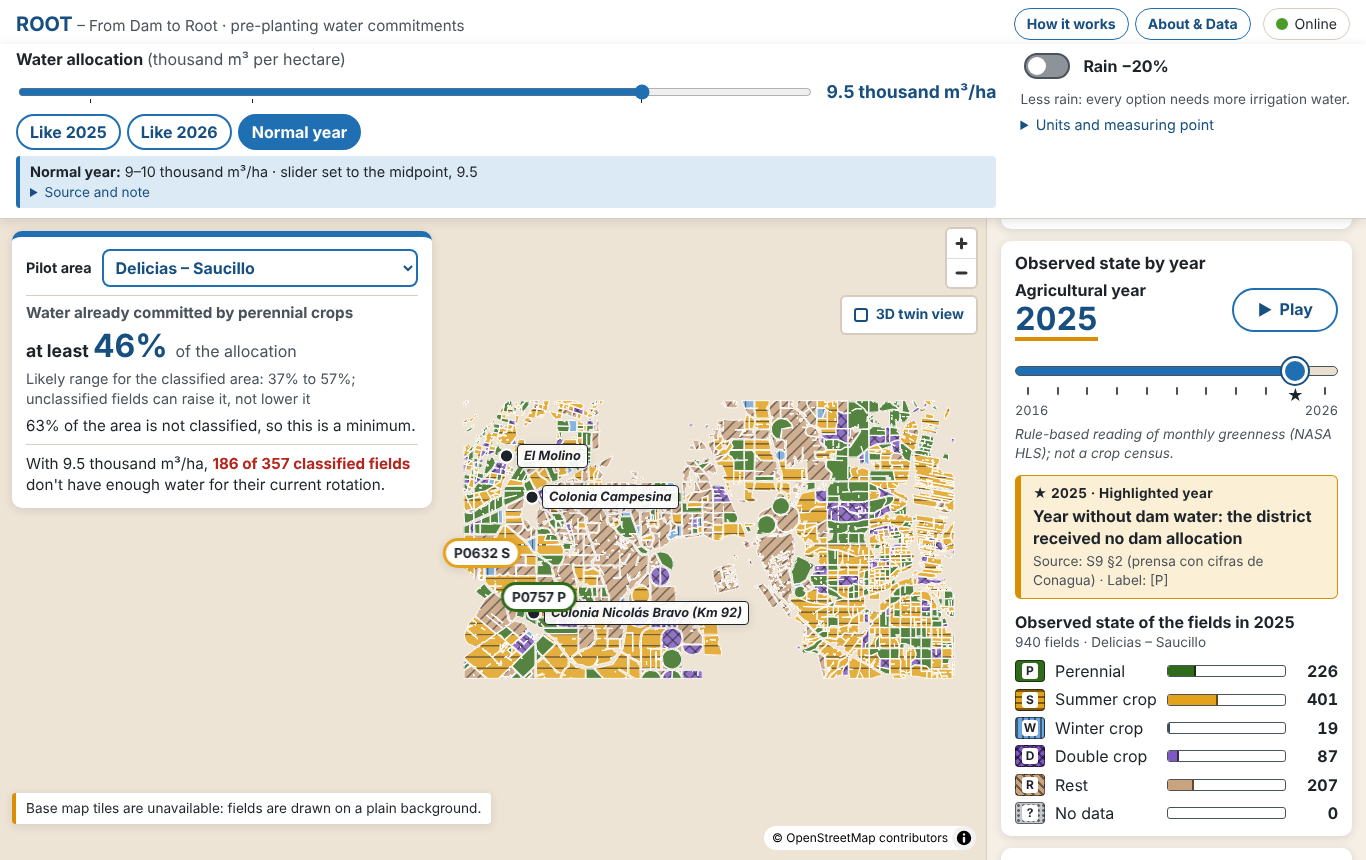 ROOT – From Dam to Root · pre-planting water commitments
How it works
About & Data
Online
Water allocation (thousand m³ per hectare)
9.5 thousand m³/ha
Like 2025
Like 2026
Normal year
Normal year: 9–10 thousand m³/ha · slider set to the midpoint, 9.5
Source and note
Rain −20%
Less rain: every option needs more irrigation water.
Units and measuring point
Pilot area
Delicias – Saucillo
Water already committed by perennial crops
at least 46% of the allocation
Likely range for the classified area: 37% to 57%;
unclassified fields can raise it, not lower it
63% of the area is not classified, so this is a minimum.
With 9.5 thousand m³/ha, 186 of 357 classified fields
don't have enough water for their current rotation.
+
−
3D twin view
El Molino
Colonia Campesina
P0632 S
P0757 P
Colonia Nicolás Bravo (Km 92)
Base map tiles are unavailable: fields are drawn on a plain background.
© OpenStreetMap contributors
Observed state by year
Agricultural year
2025
Play
★
2016 2026
Rule-based reading of monthly greenness (NASA
HLS); not a crop census.
★ 2025 · Highlighted year
Year without dam water: the district
received no dam allocation
Source: S9 §2 (prensa con cifras de
Conagua) · Label: [P]
Observed state of the fields in 2025
940 fields · Delicias – Saucillo
P Perennial 226
S Summer crop 401
W Winter crop 19
D Double crop 87
R Rest 207
? No data 0